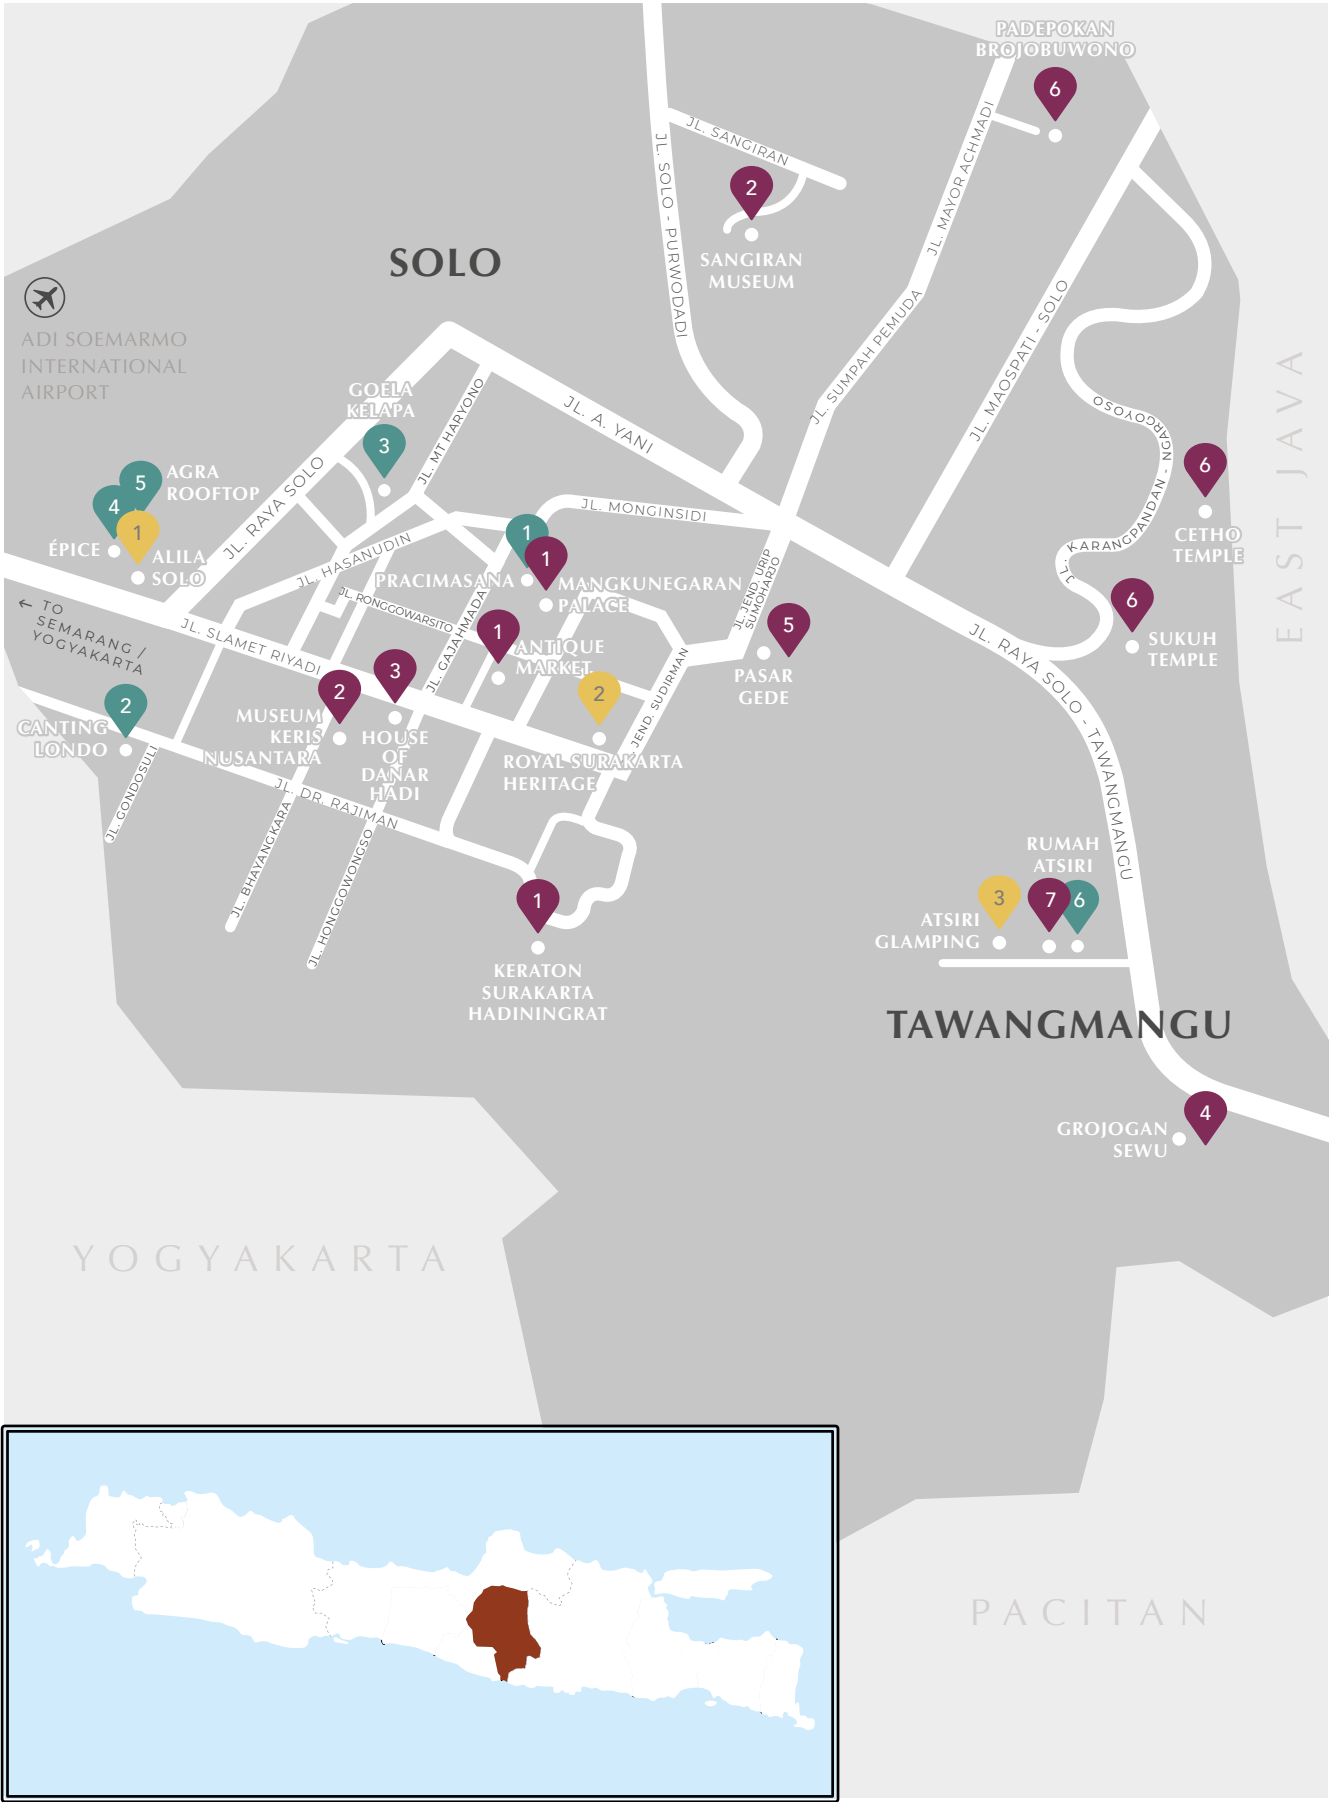 PADEPOKAN
BROJOBUWONO
6
JL. SANGIRAN
JL. SOLO - PURWODADI
JL. MAYOR ACHMADI
2
SANGIRAN
MUSEUM
SOLO
ADI SOEMARMO
INTERNATIONAL
AIRPORT
JL. SUMPAH PEMUDA
JL. MAOSPATI - SOLO
EAST JAVA
GOELA
KELAPA
3
JL. MT HARYONO
JL. A. YANI
JL. KARANGPANDAN - NGARGOYOSO
6
CETHO
TEMPLE
5
AGRA
ROOFTOP
4
ÉPICE
1
ALILA
SOLO
JL. RAYA SOLO
JL. HASANUDIN
JL. MONGINSIDI
1
PRACIMASANA
1
MANGKUNEGARAN
PALACE
JL. JEND. URIP
SUMOHARJO
6
SUKUH
TEMPLE
← TO
SEMARANG /
YOGYAKARTA
JL. SLAMET RIYADI
JL. RONGGOWARSITO
JL. GAJAHMADA
1
ANTIQUE
MARKET
5
PASAR
GEDE
JL. RAYA SOLO - TAWANGMANGU
2
CANTING
LONDO
2
MUSEUM
KERIS
NUSANTARA
3
HOUSE
OF
DANAR
HADI
2
ROYAL SURAKARTA
HERITAGE
JEND. SUDIRMAN
JL. GONDOSULI
JL. DR. RAJIMAN
JL. BHAYANGKARA
JL. HONGGOWONGSO
1
KERATON
SURAKARTA
HADININGRAT
RUMAH
ATSIRI
3
7
6
ATSIRI
GLAMPING
TAWANGMANGU
4
GROJOGAN
SEWU
YOGYAKARTA
PACITAN